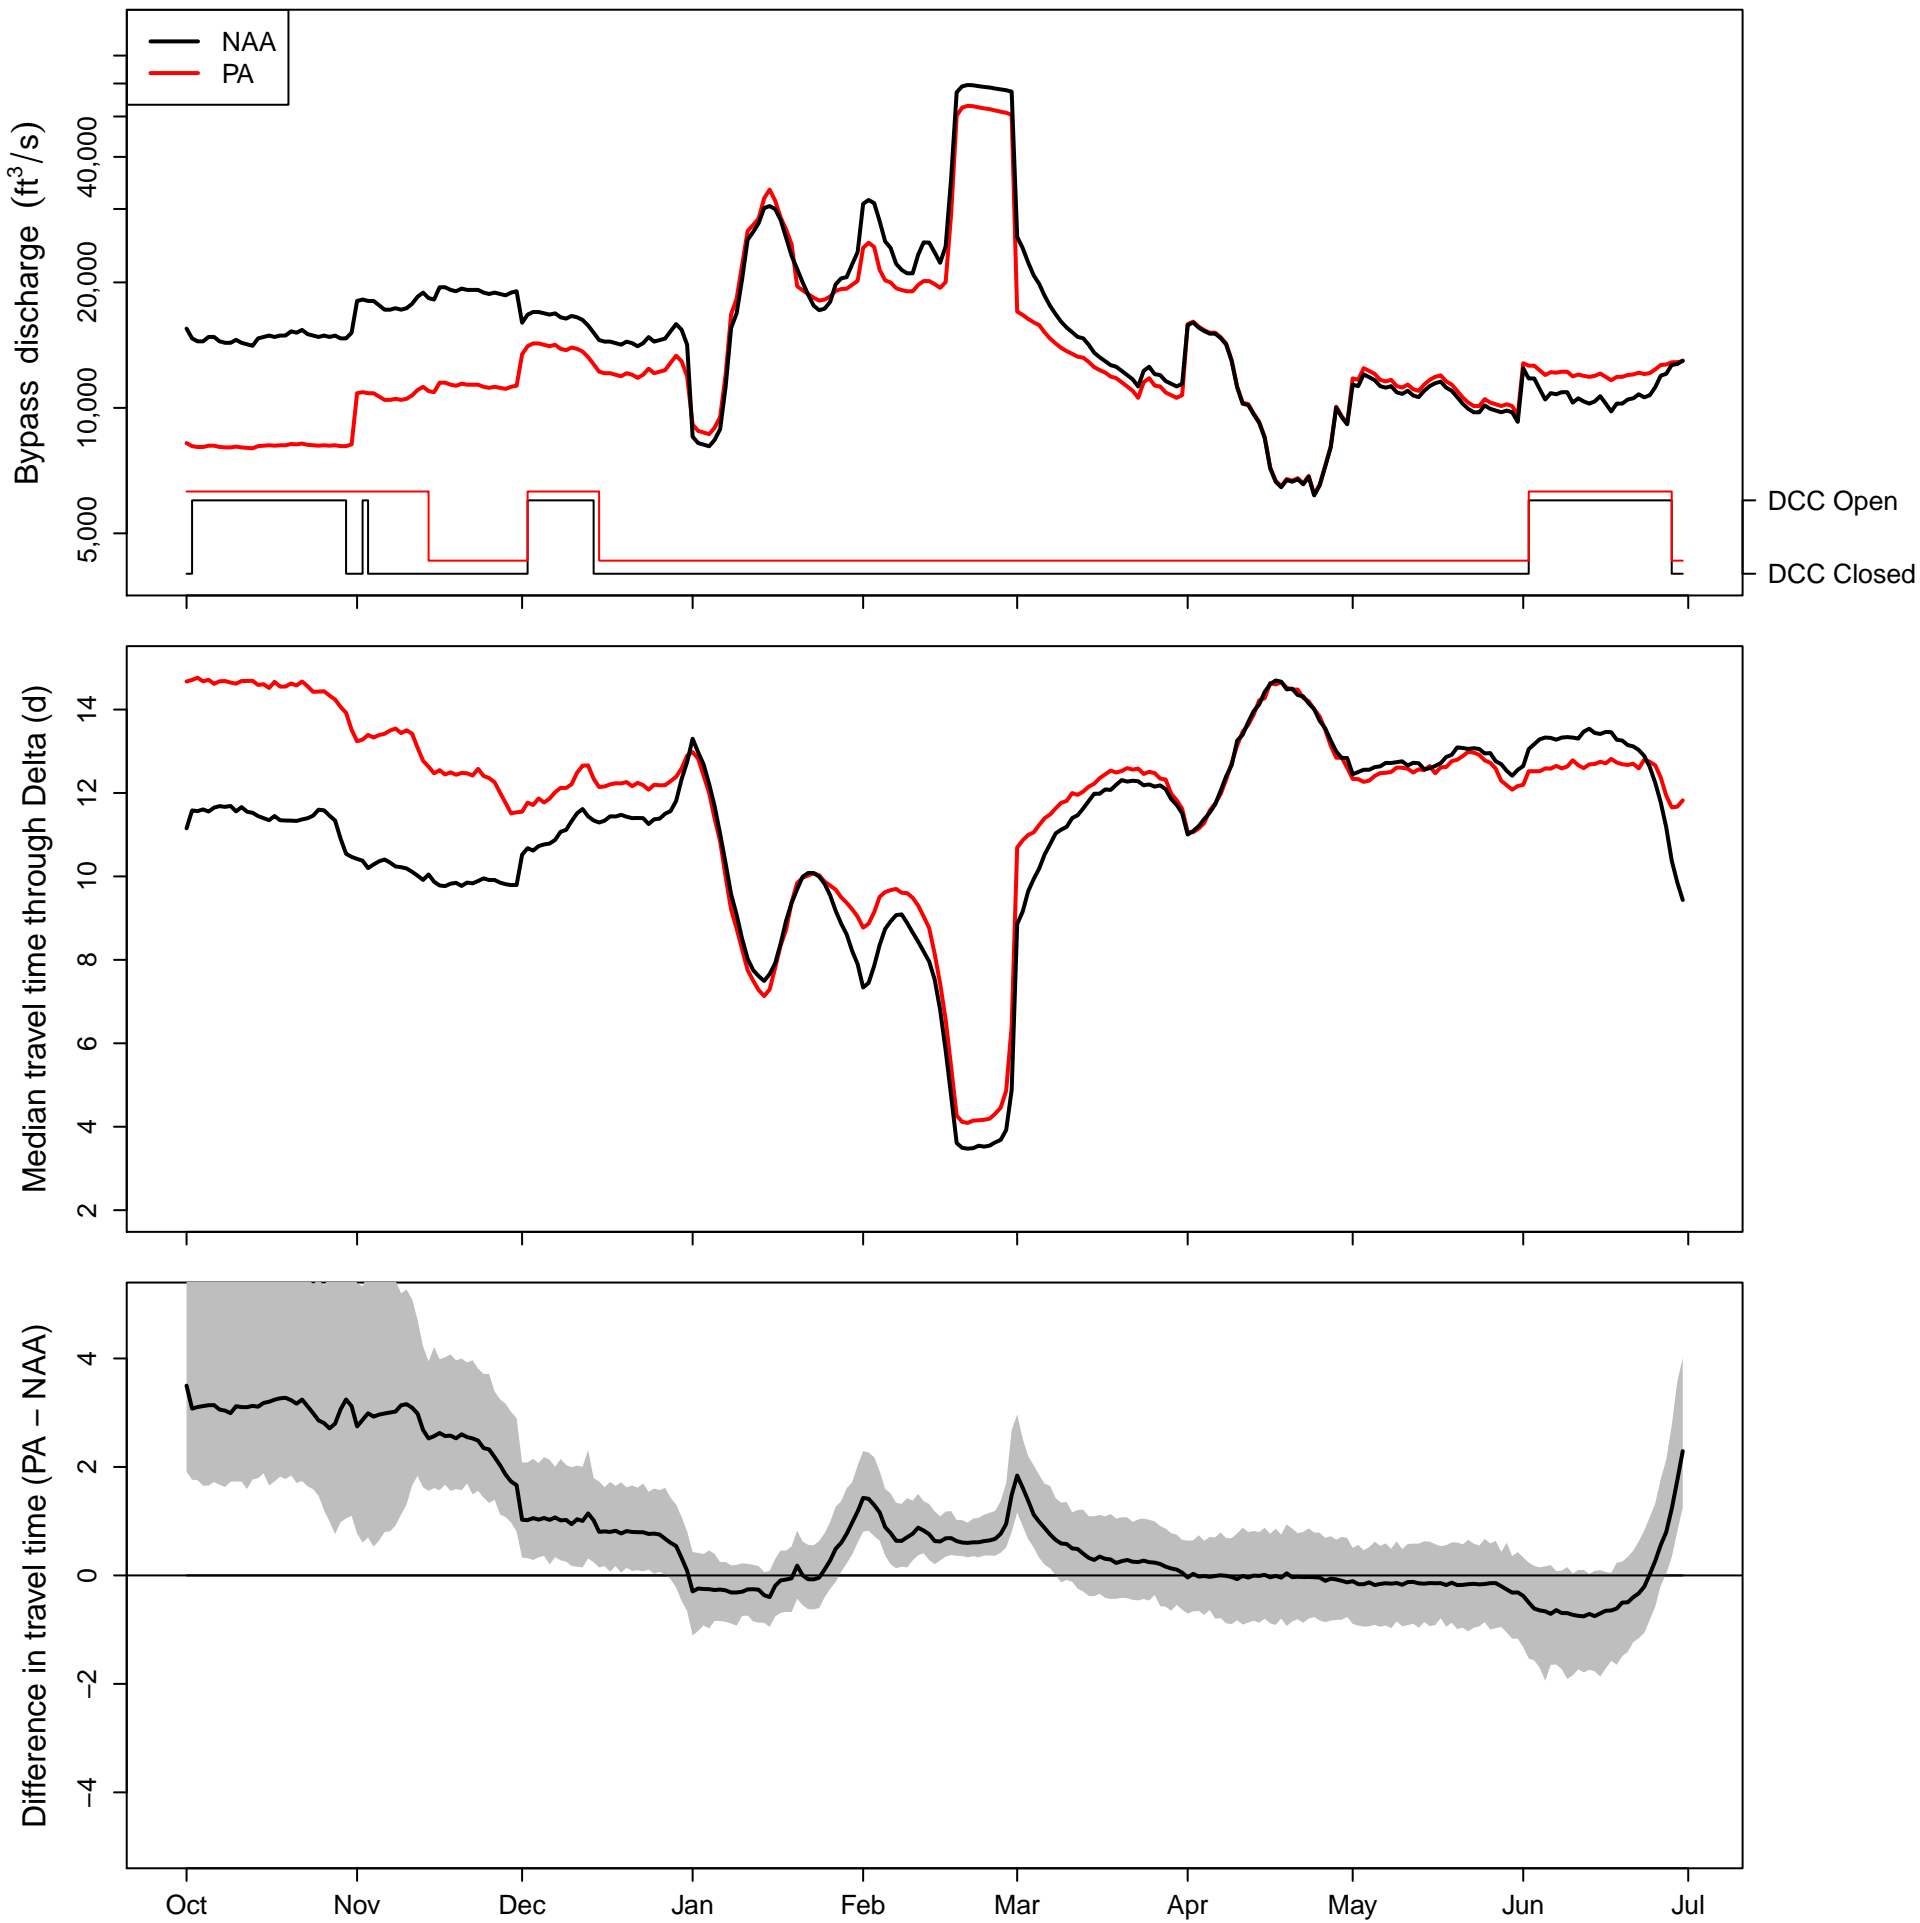 NAA
PA
Bypass discharge (ft³/s)
40,000
20,000
10,000
5,000
DCC Open
DCC Closed
Median travel time through Delta (d)
14
12
10
8
6
4
2
Difference in travel time (PA − NAA)
4
2
0
−2
−4
Oct Nov Dec Jan Feb Mar Apr May Jun Jul